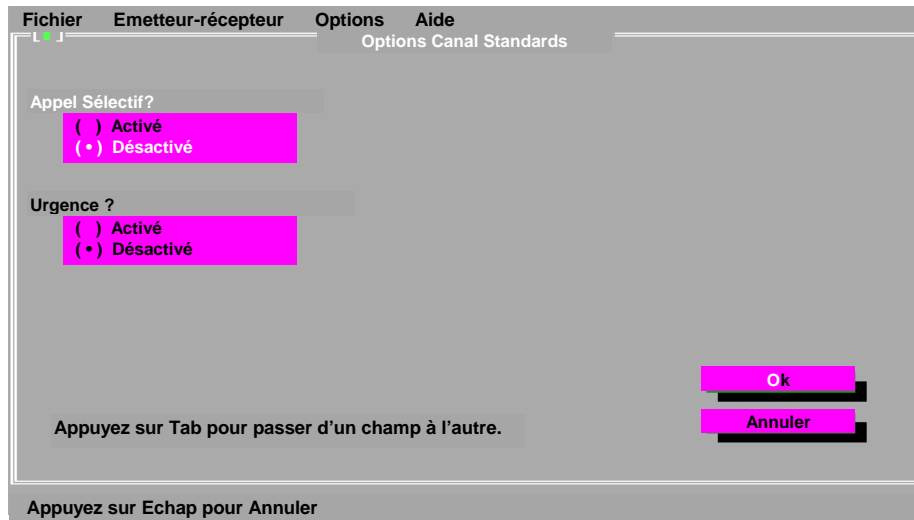 Fichier Emetteur-récepteur Options Aide
[▪]
Options Canal Standards
Appel Sélectif?
( ) Activé
(•) Désactivé
Urgence ?
( ) Activé
(•) Désactivé
Ok
Annuler
Appuyez sur Tab pour passer d’un champ à l’autre.
Appuyez sur Echap pour Annuler